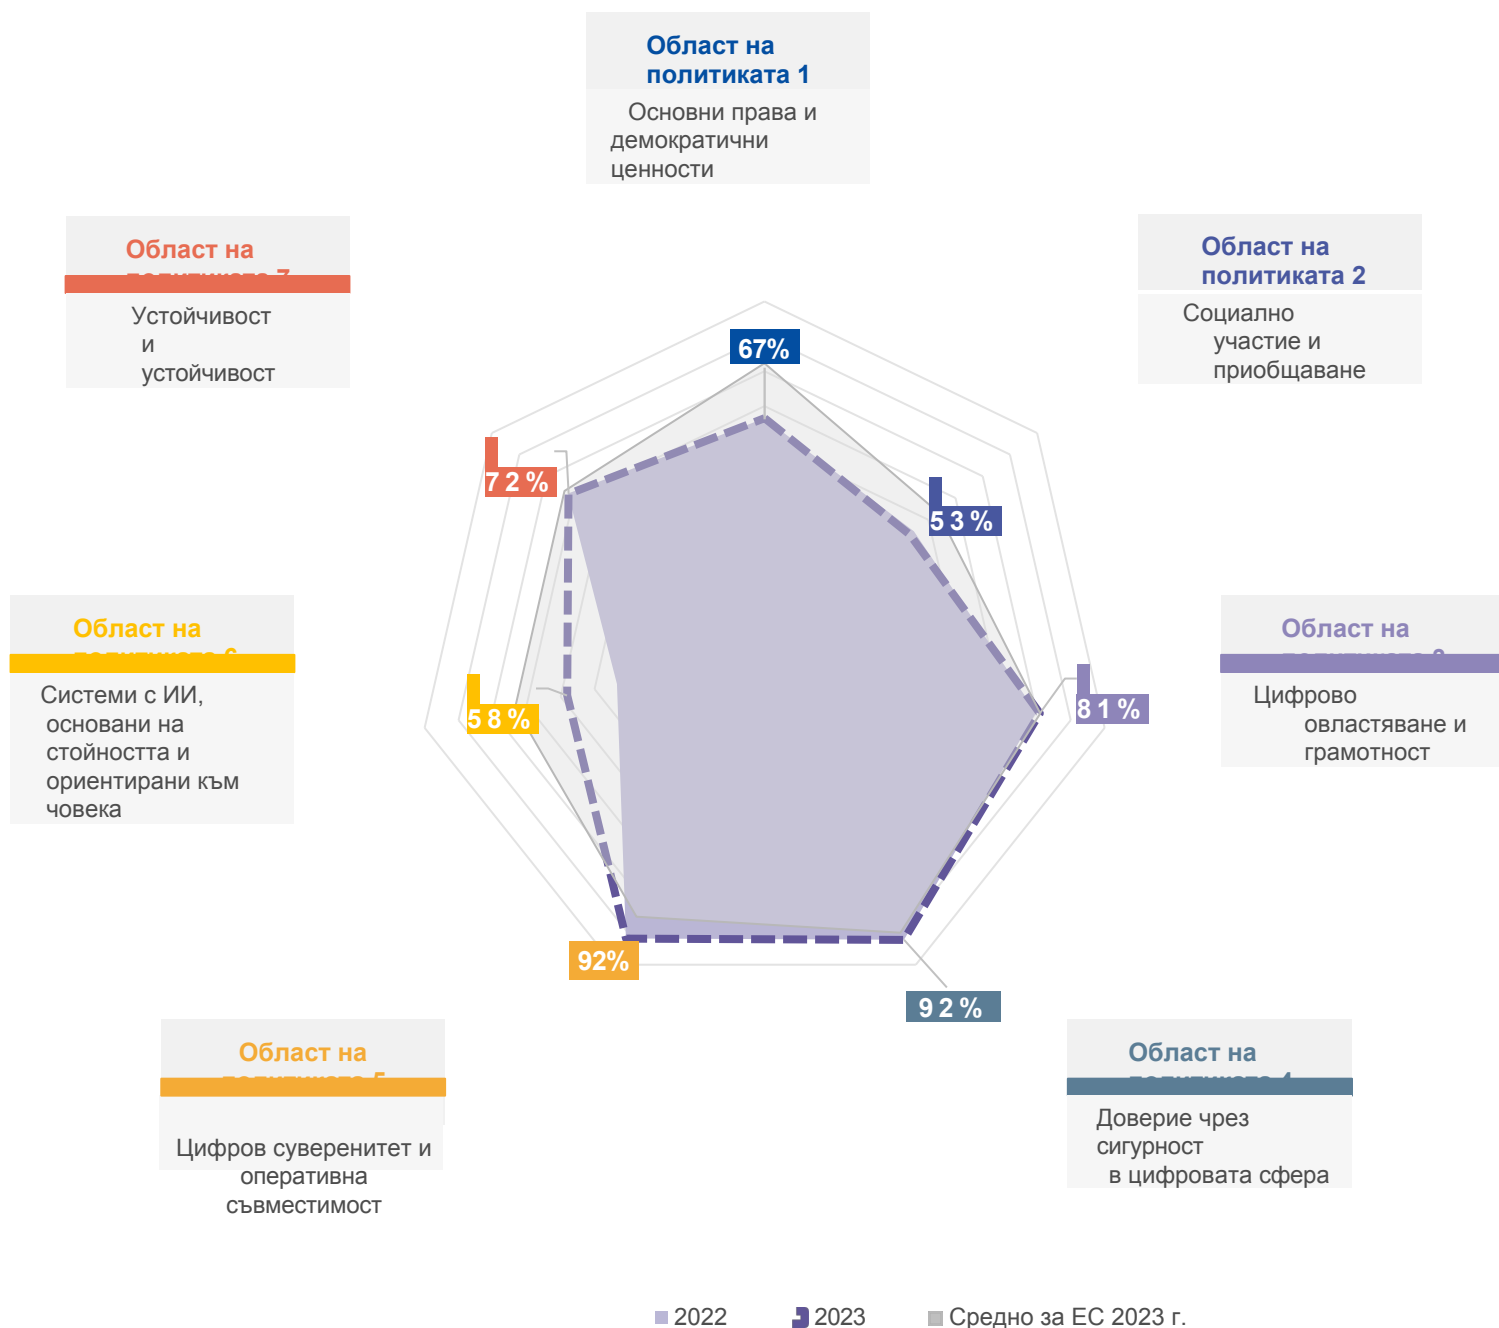 Област на
политиката 1
Основни права и
демократични
ценности
Област на
политиката 2
Социално
участие и
приобщаване
Област на
Цифрово
овластяване и
грамотност
Област на
Доверие чрез
сигурност
в цифровата сфера
Област на
Цифров суверенитет и
оперативна
съвместимост
Област на
Системи с ИИ,
основани на
стойността и
ориентирани към
човека
Област на
политиката 7
Устойчивост
и
устойчивост
67%
53%
81%
92%
92%
58%
72%
2022
2023
Средно за ЕС 2023 г.